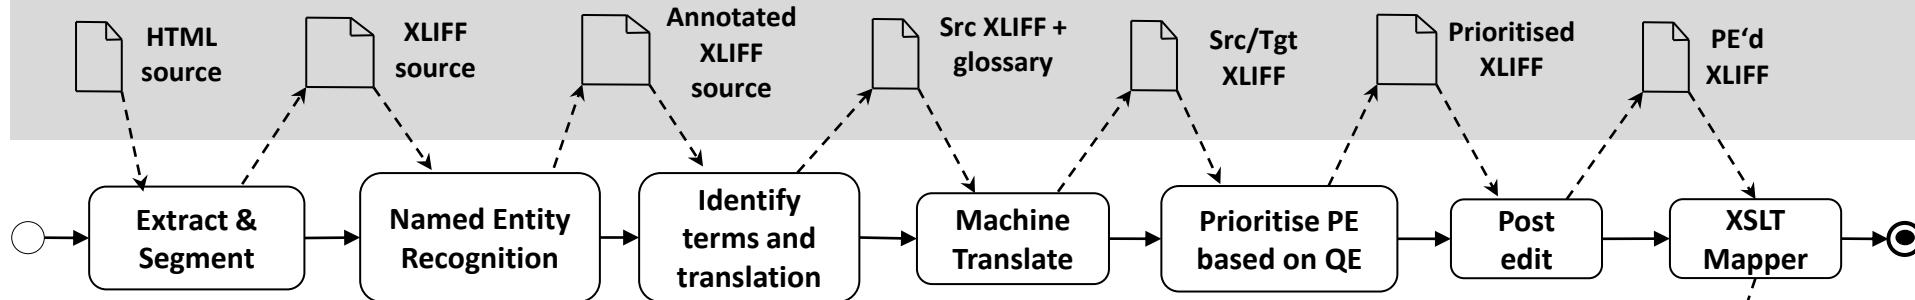 HTML
source
XLIFF
source
Annotated
XLIFF
source
Src XLIFF +
glossary
Src/Tgt
XLIFF
Prioritised
XLIFF
PE‘d
XLIFF
Extract &
Segment
Named Entity
Recognition
Identify
terms and
translation
Machine
Translate
Prioritise PE
based on QE
Post
edit
XSLT
Mapper